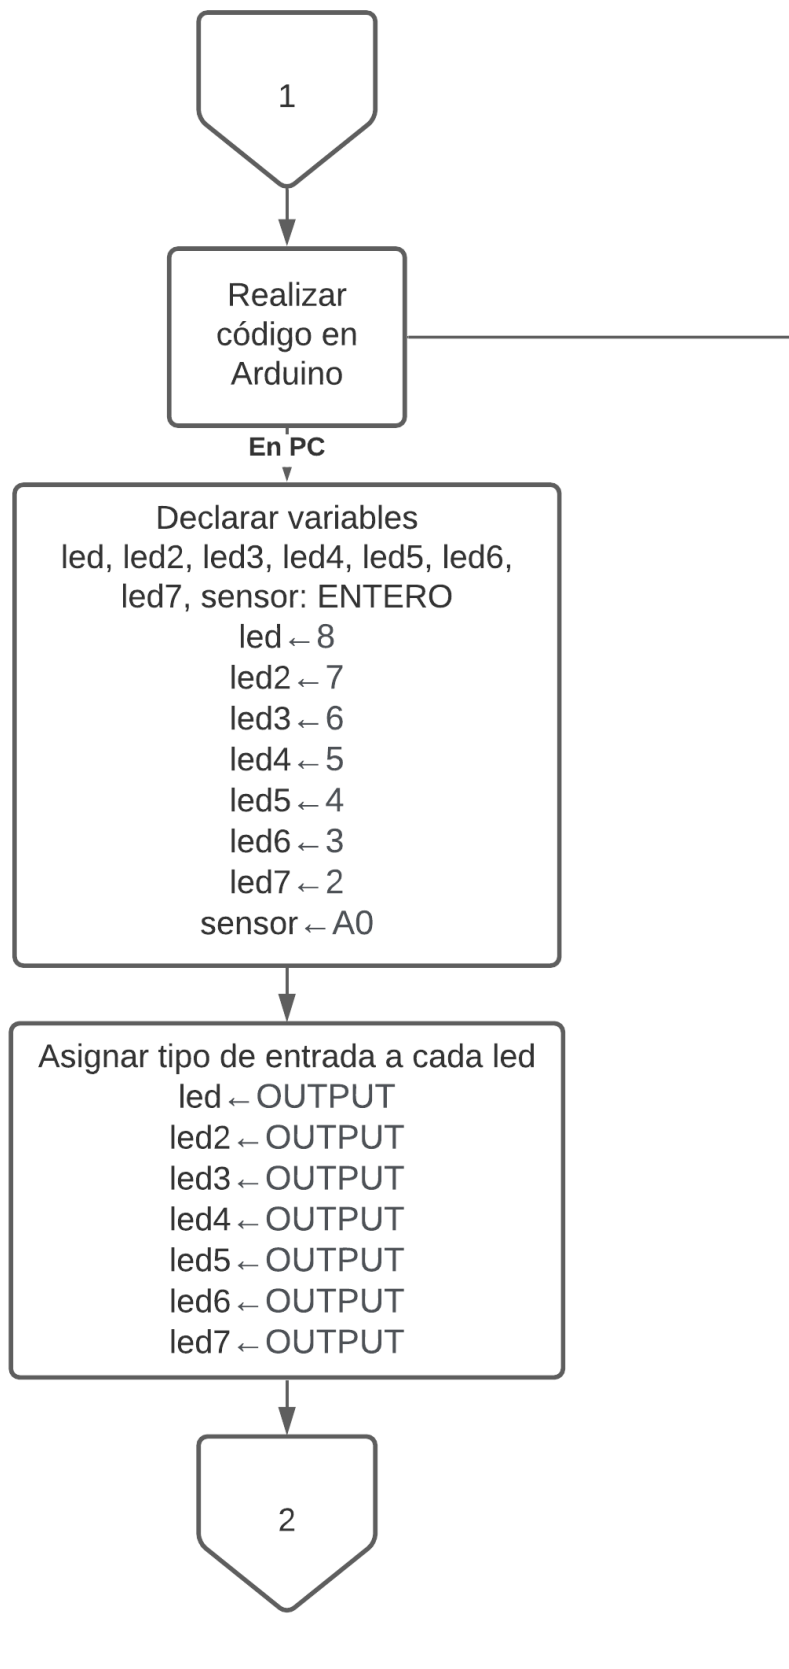 1
Realizar
código en
Arduino
En PC
Declarar variables
led, led2, led3, led4, led5, led6,
led7, sensor: ENTERO
led←8
led2←7
led3←6
led4←5
led5←4
led6←3
led7←2
sensor←A0
Asignar tipo de entrada a cada led
led←OUTPUT
led2←OUTPUT
led3←OUTPUT
led4←OUTPUT
led5←OUTPUT
led6←OUTPUT
led7←OUTPUT
2